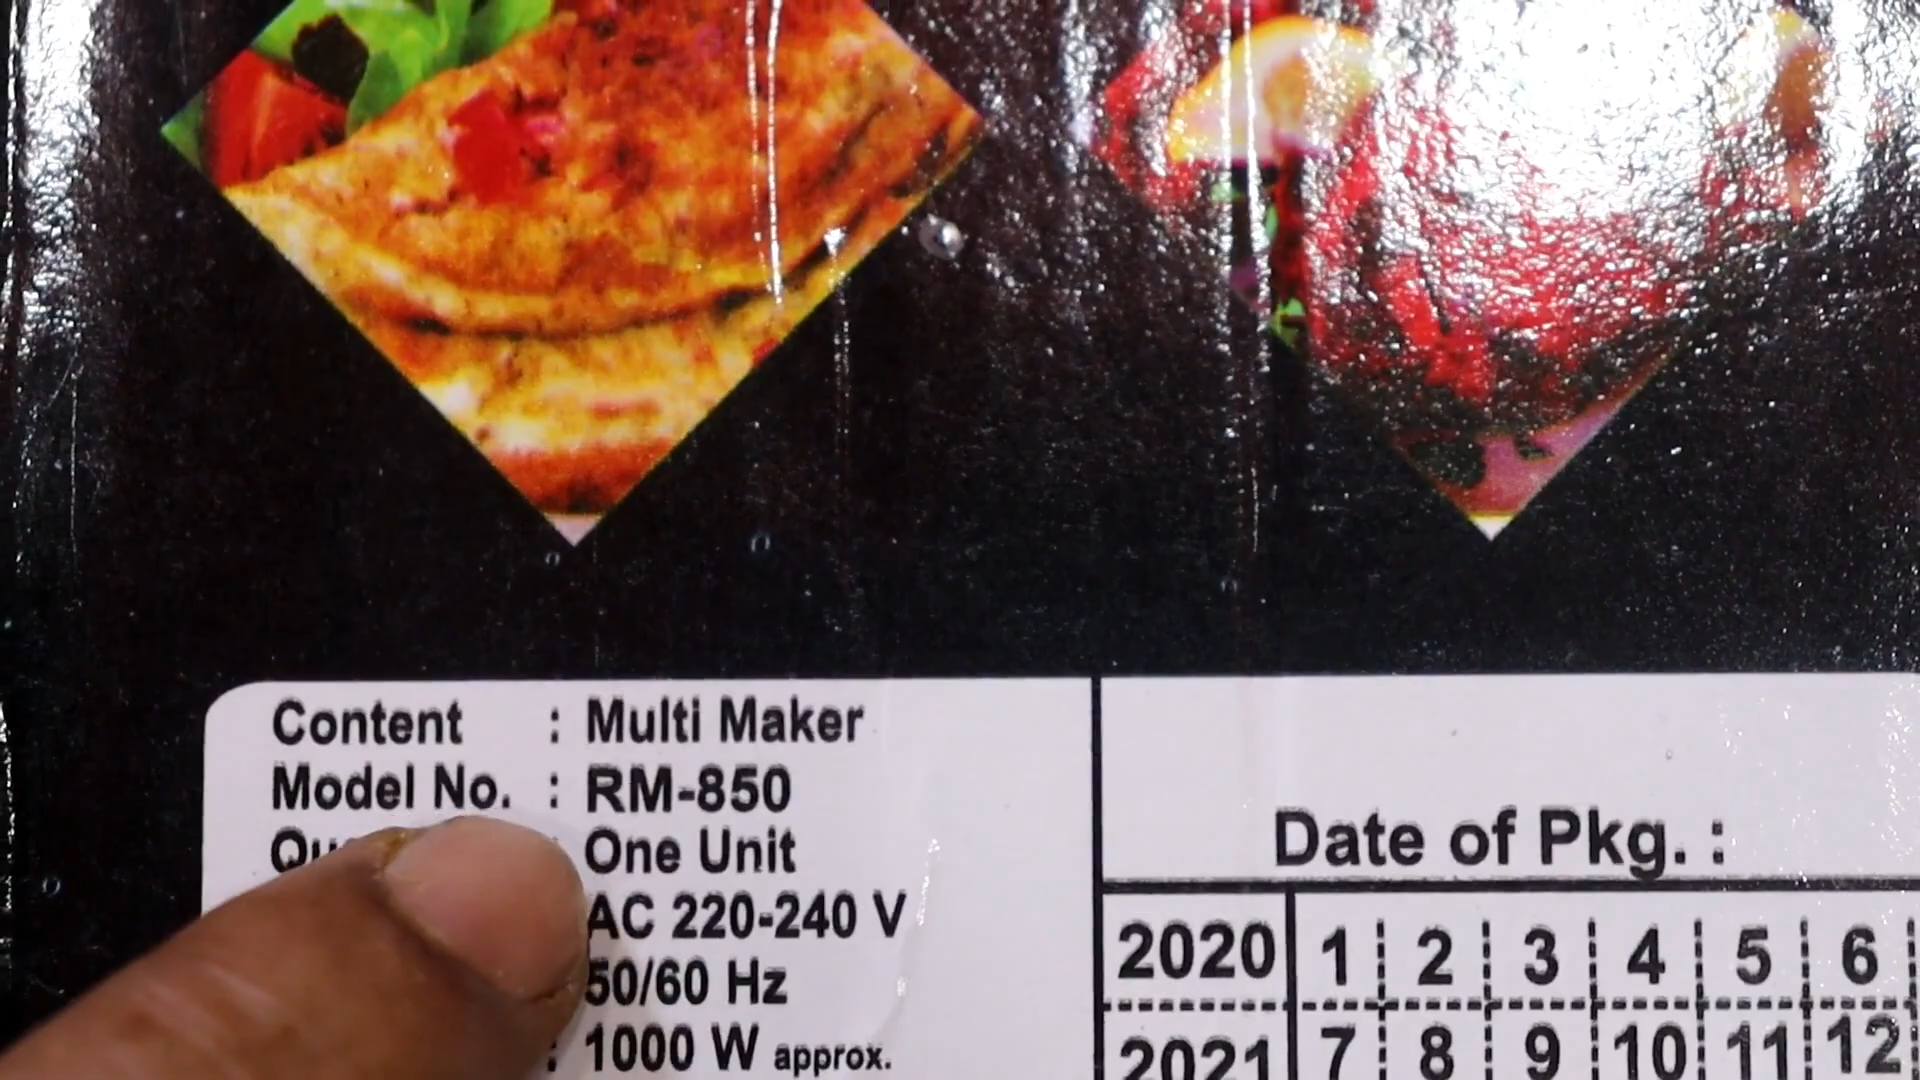 Content : Multi Maker
Model No. : RM-850
: One Unit
AC 220-240 V
50/60 Hz
: 1000 W approx.
Date of Pkg. :
2020 1 2 3 4 5 6
2021 7 8 9 10 11 12